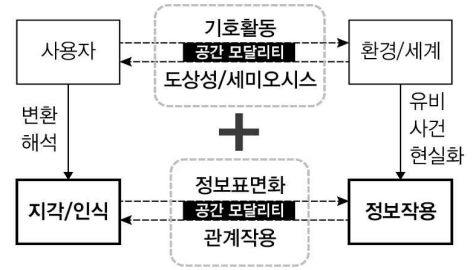 사용자
기호활동
공간 모달리티
도상성/세미오시스
환경/세계
변환
해석
+
유비
사건
현실화
지각/인식
정보표면화
공간 모달리티
관계작용
정보작용